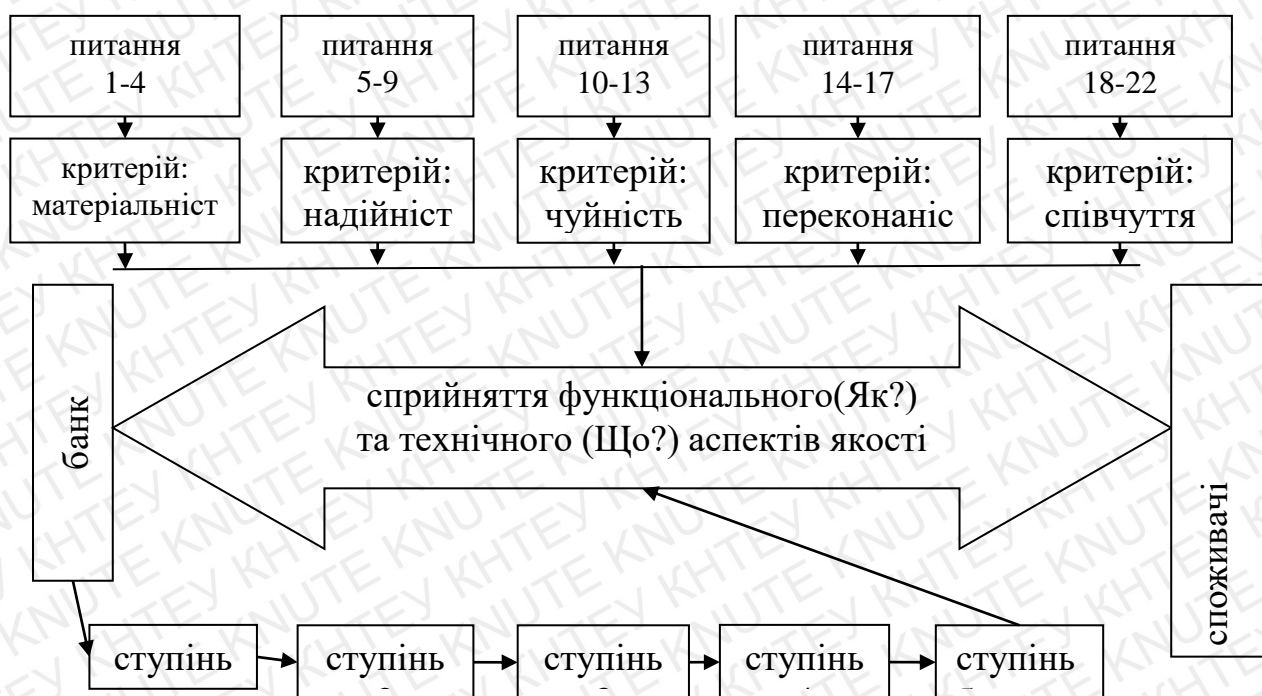 питання
1-4
питання
5-9
питання
10-13
питання
14-17
питання
18-22
критерій:
матеріальніст
критерій:
надійніст
критерій:
чуйність
критерій:
переконаніс
критерій:
співчуття
банк
сприйняття функціонального(Як?)
та технічного (Що?) аспектів якості
споживачі
ступінь
ступінь
ступінь
ступінь
ступінь